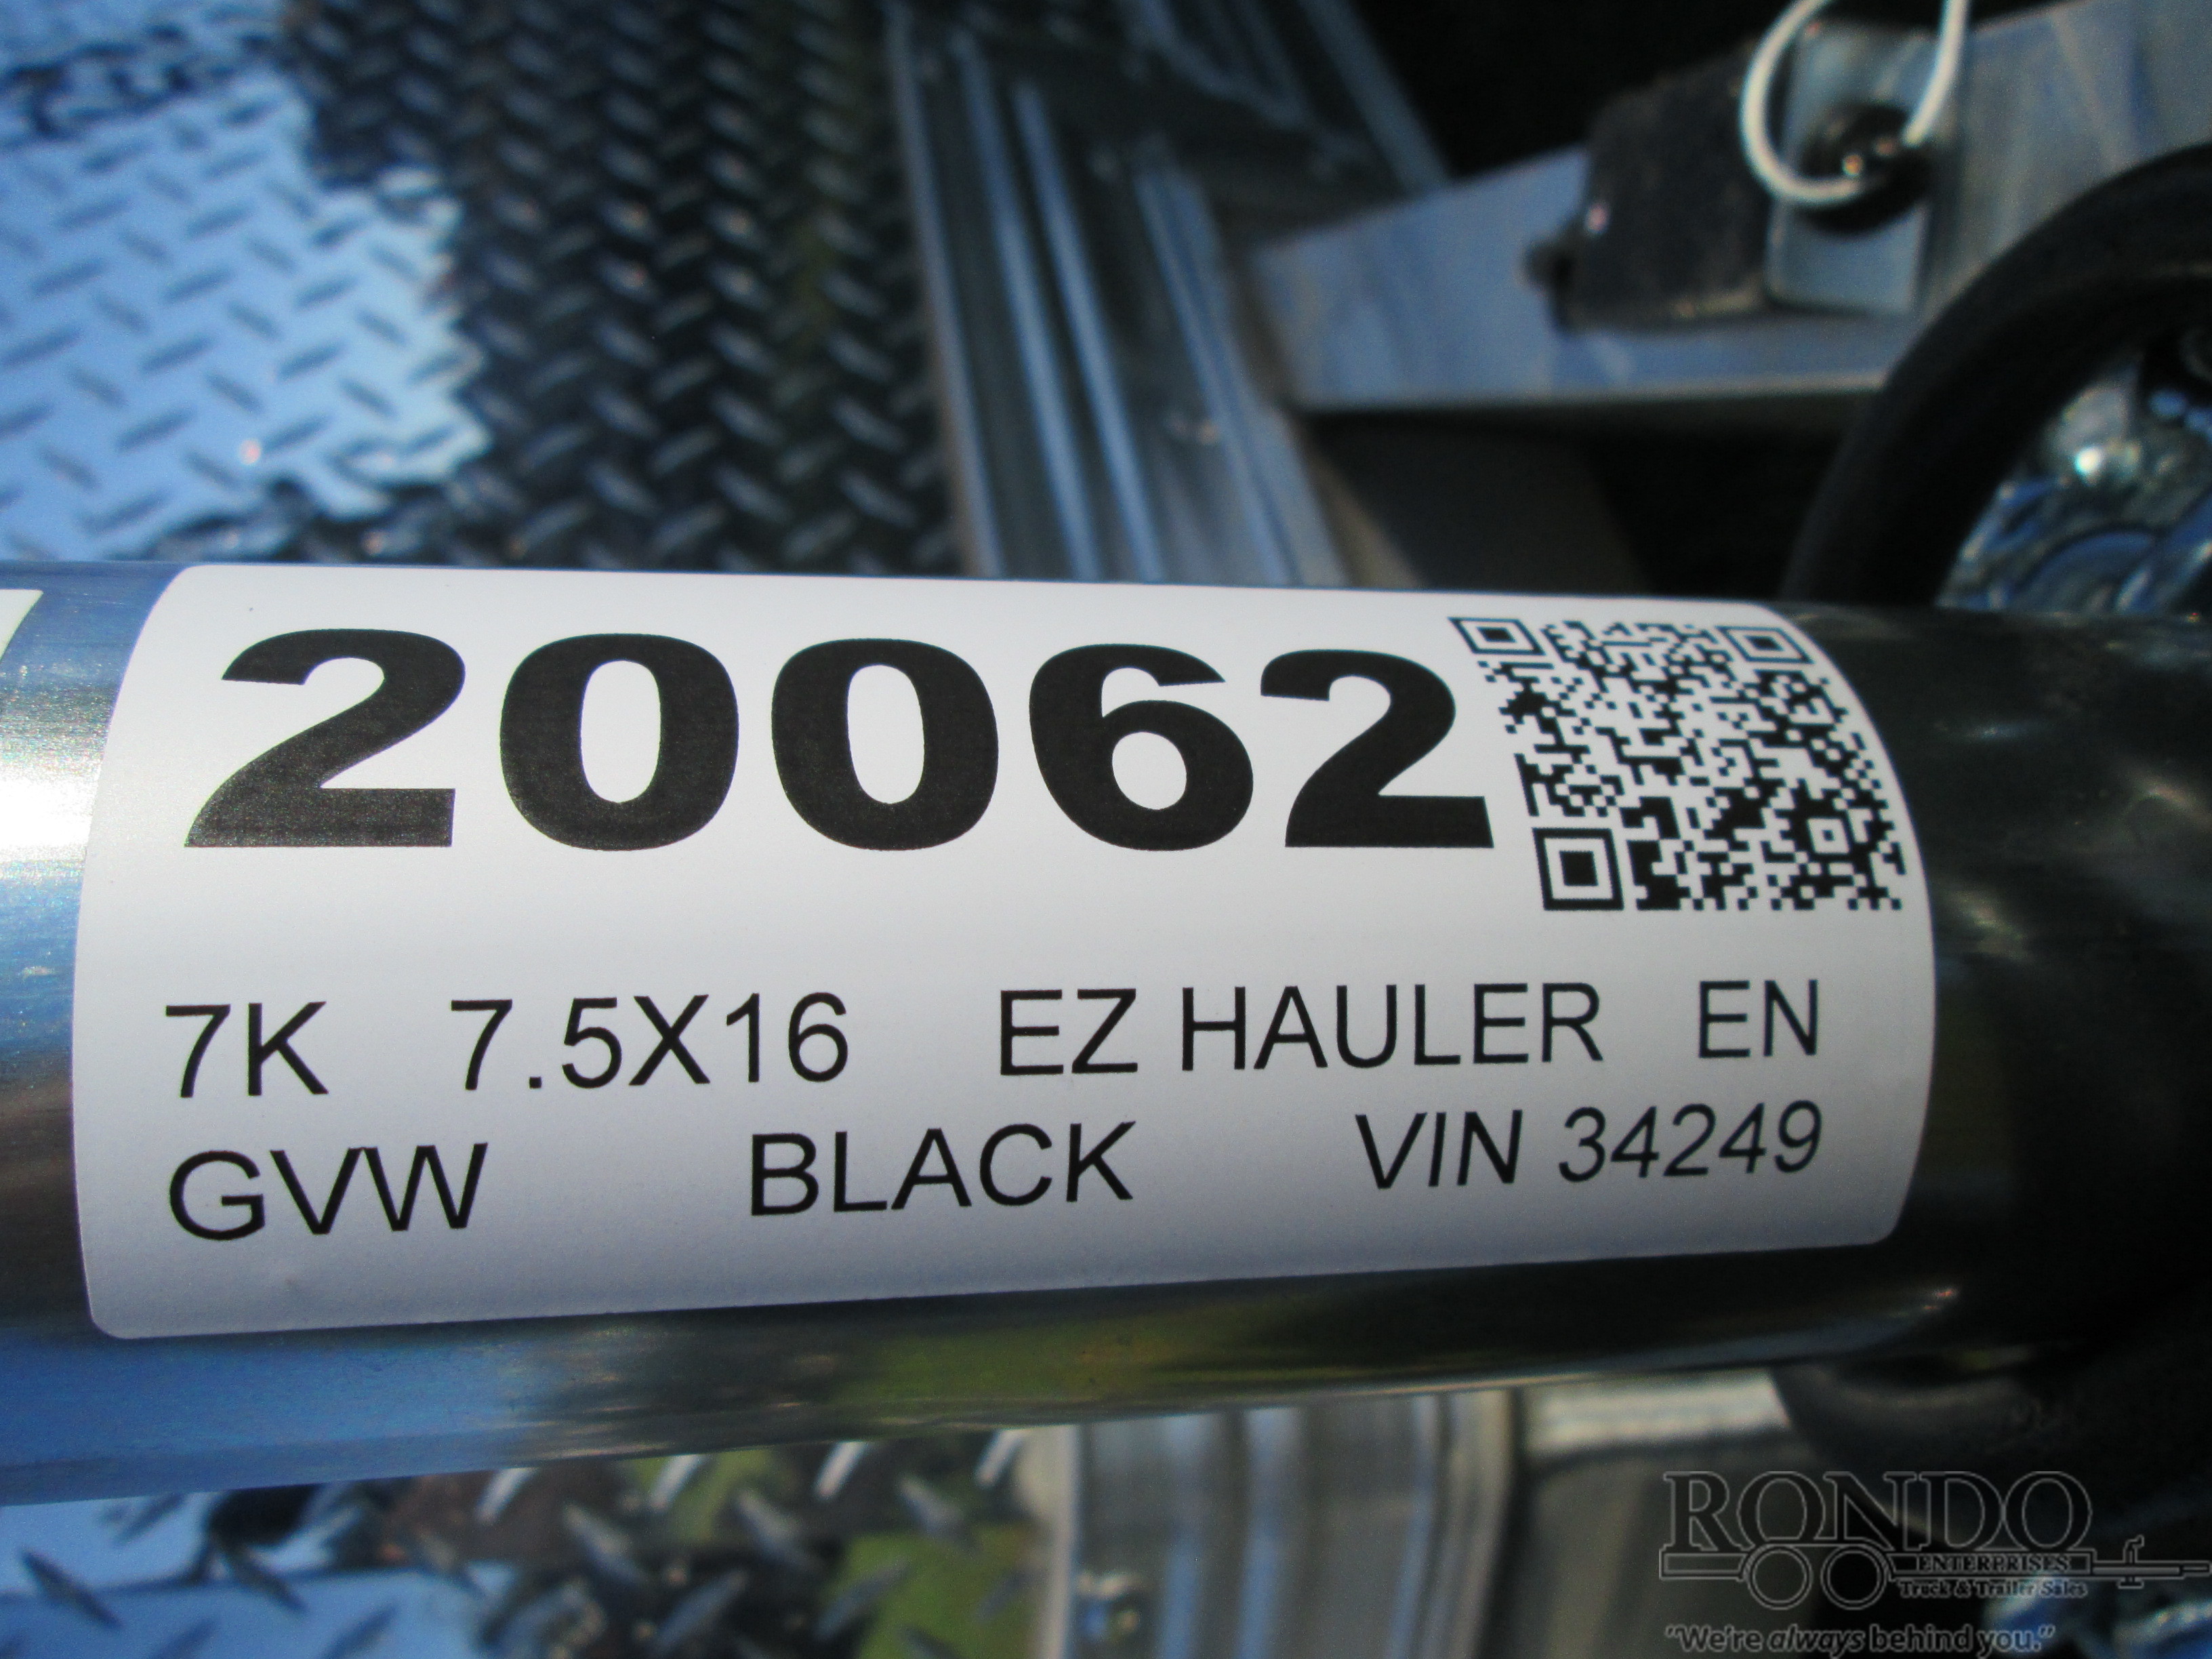 20062
7K 7.5X16 EZ HAULER EN
GVW BLACK VIN 34249
RONDO
ENTERPRISES
Truck & Trailer Sales
"We're always behind you."